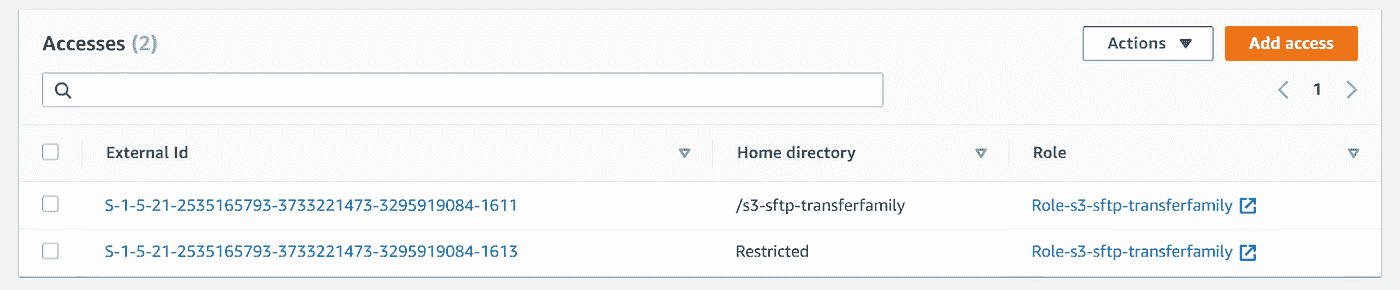 Accesses (2)
Actions
Add access
1
External Id
Home directory
Role
S-1-5-21-2535165793-3733221473-3295919084-1611
/s3-sftp-transferfamily
Role-s3-sftp-transferfamily
S-1-5-21-2535165793-3733221473-3295919084-1613
Restricted
Role-s3-sftp-transferfamily